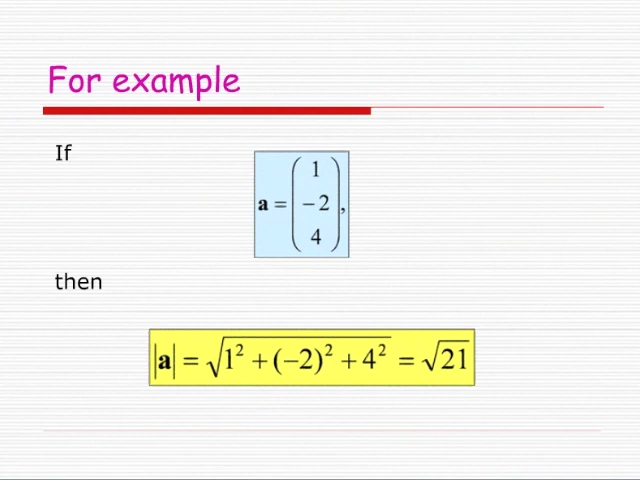 For example
If
a = ( 1
−2
4 ),
then
|a| = √1² + (−2)² + 4² = √21